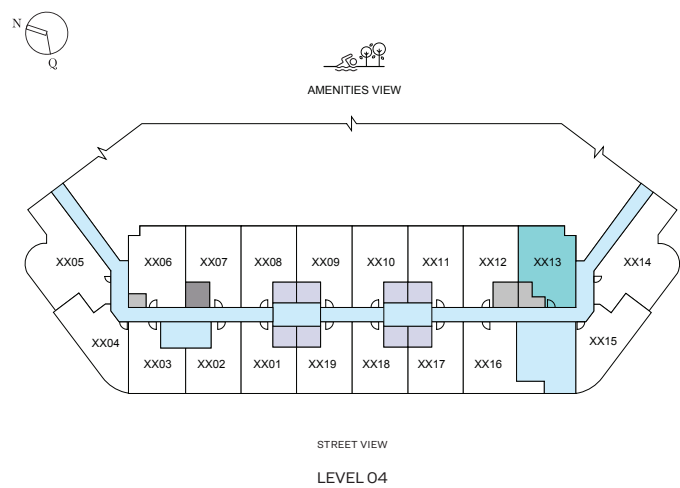 N
Q
AMENITIES VIEW
XX05
XX06
XX07
XX08
XX09
XX10
XX11
XX12
XX13
XX14
XX04
XX03
XX02
XX01
XX19
XX18
XX17
XX16
XX15
STREET VIEW
LEVEL 04